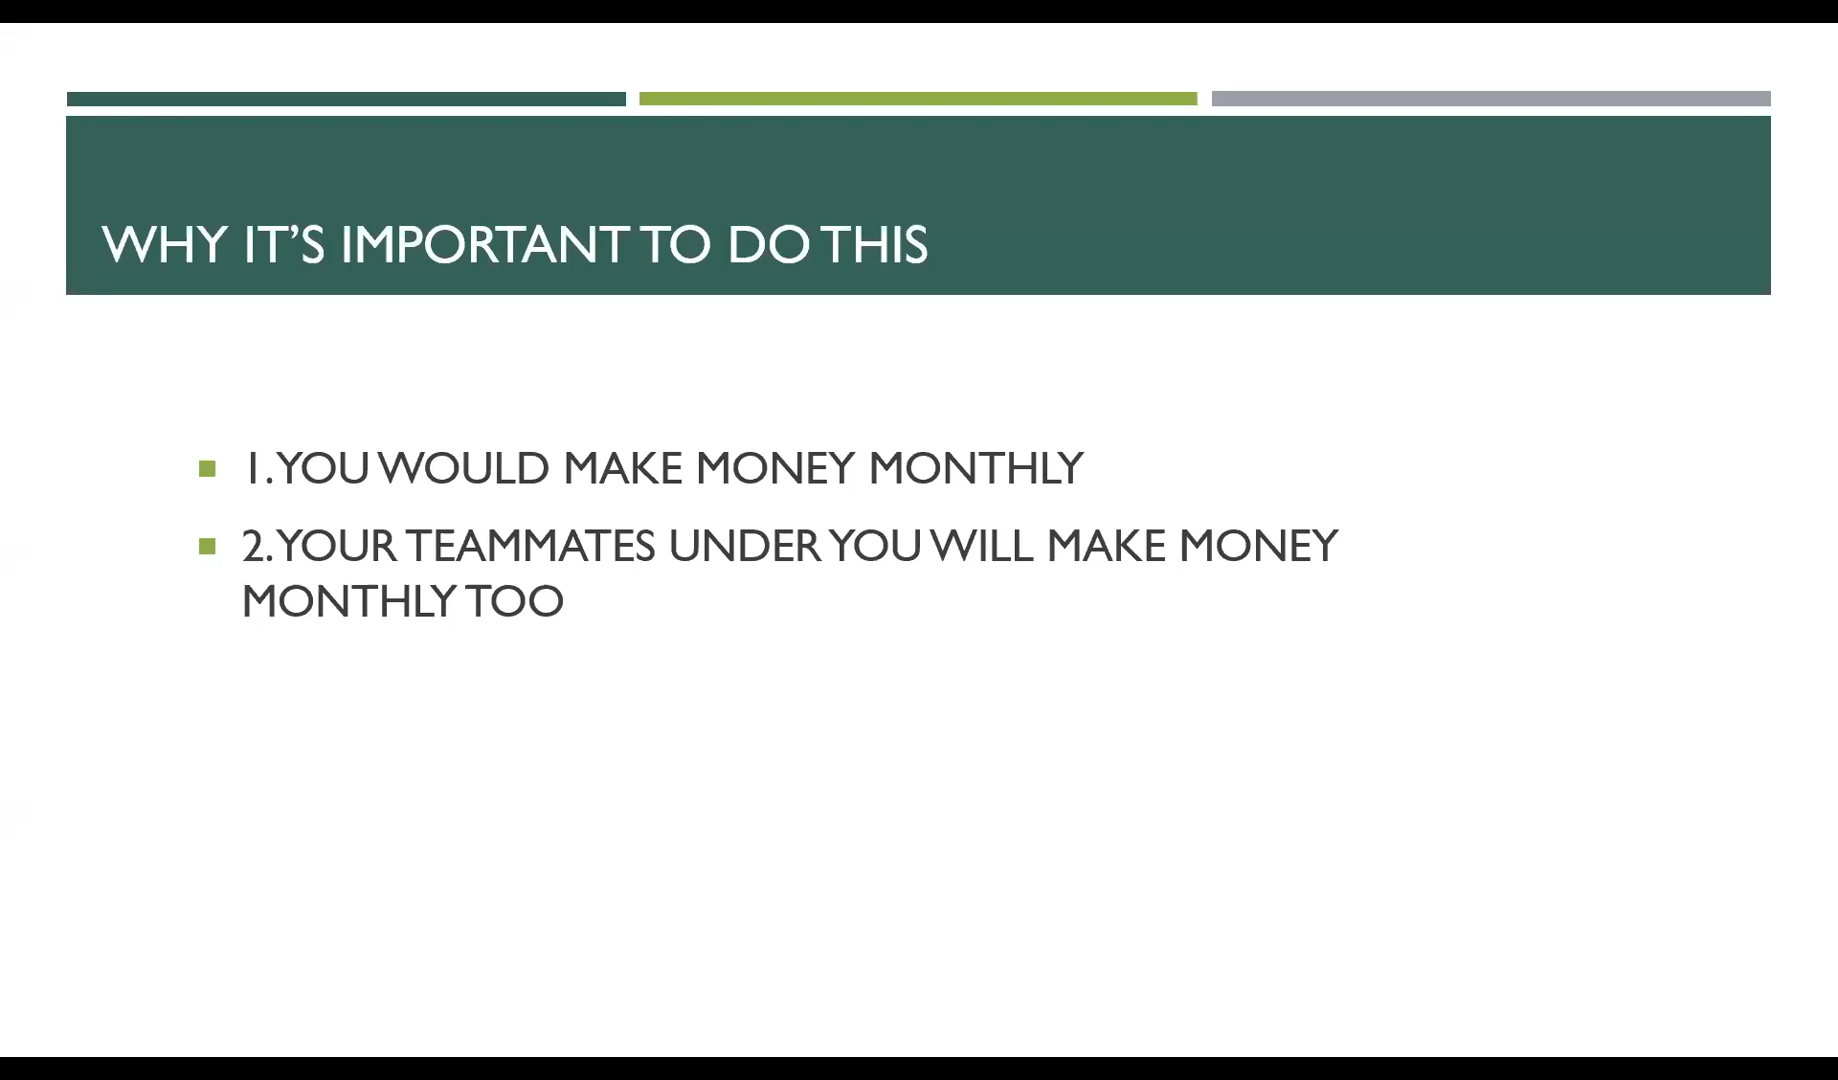 WHY IT’S IMPORTANT TO DO THIS
1. YOU WOULD MAKE MONEY MONTHLY
2. YOUR TEAMMATES UNDER YOU WILL MAKE MONEY
MONTHLY TOO